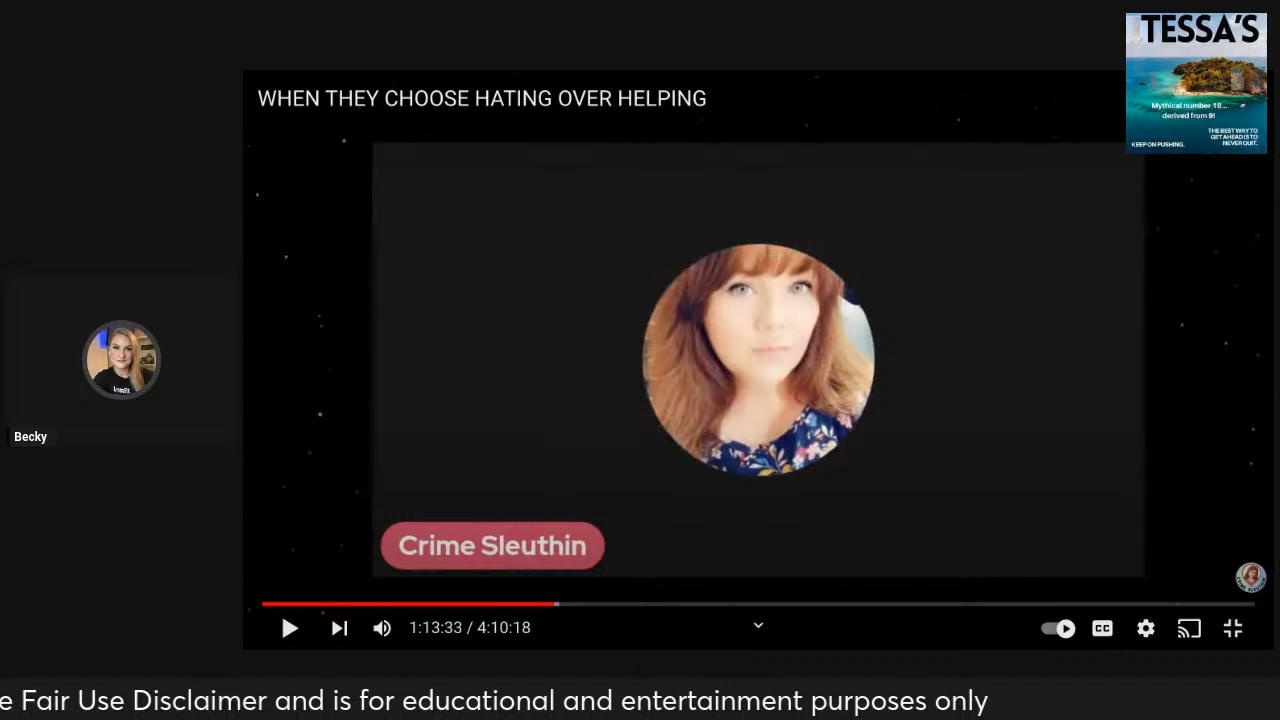 TESSA'S
WHEN THEY CHOOSE HATING OVER HELPING
Mythical number 18...
derived from 9!
THE BEST WAY TO
GET AHEAD IS TO
NEVER QUIT.
KEEP ON PUSHING.
Becky
Crime Sleuthin
1:13:33 / 4:10:18
CC
e Fair Use Disclaimer and is for educational and entertainment purposes only